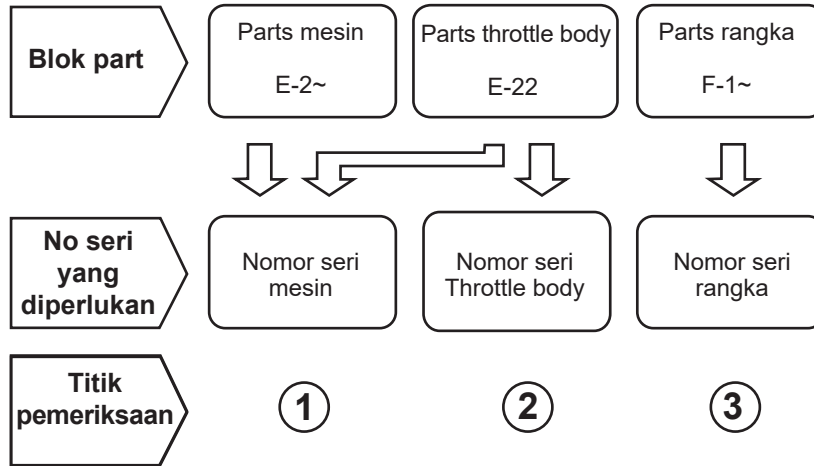 Blok part
Parts mesin
E-2~
Parts throttle body
E-22
Parts rangka
F-1~
No seri
yang
diperlukan
Nomor seri
mesin
Nomor seri
Throttle body
Nomor seri
rangka
Titik
pemeriksaan
1
2
3